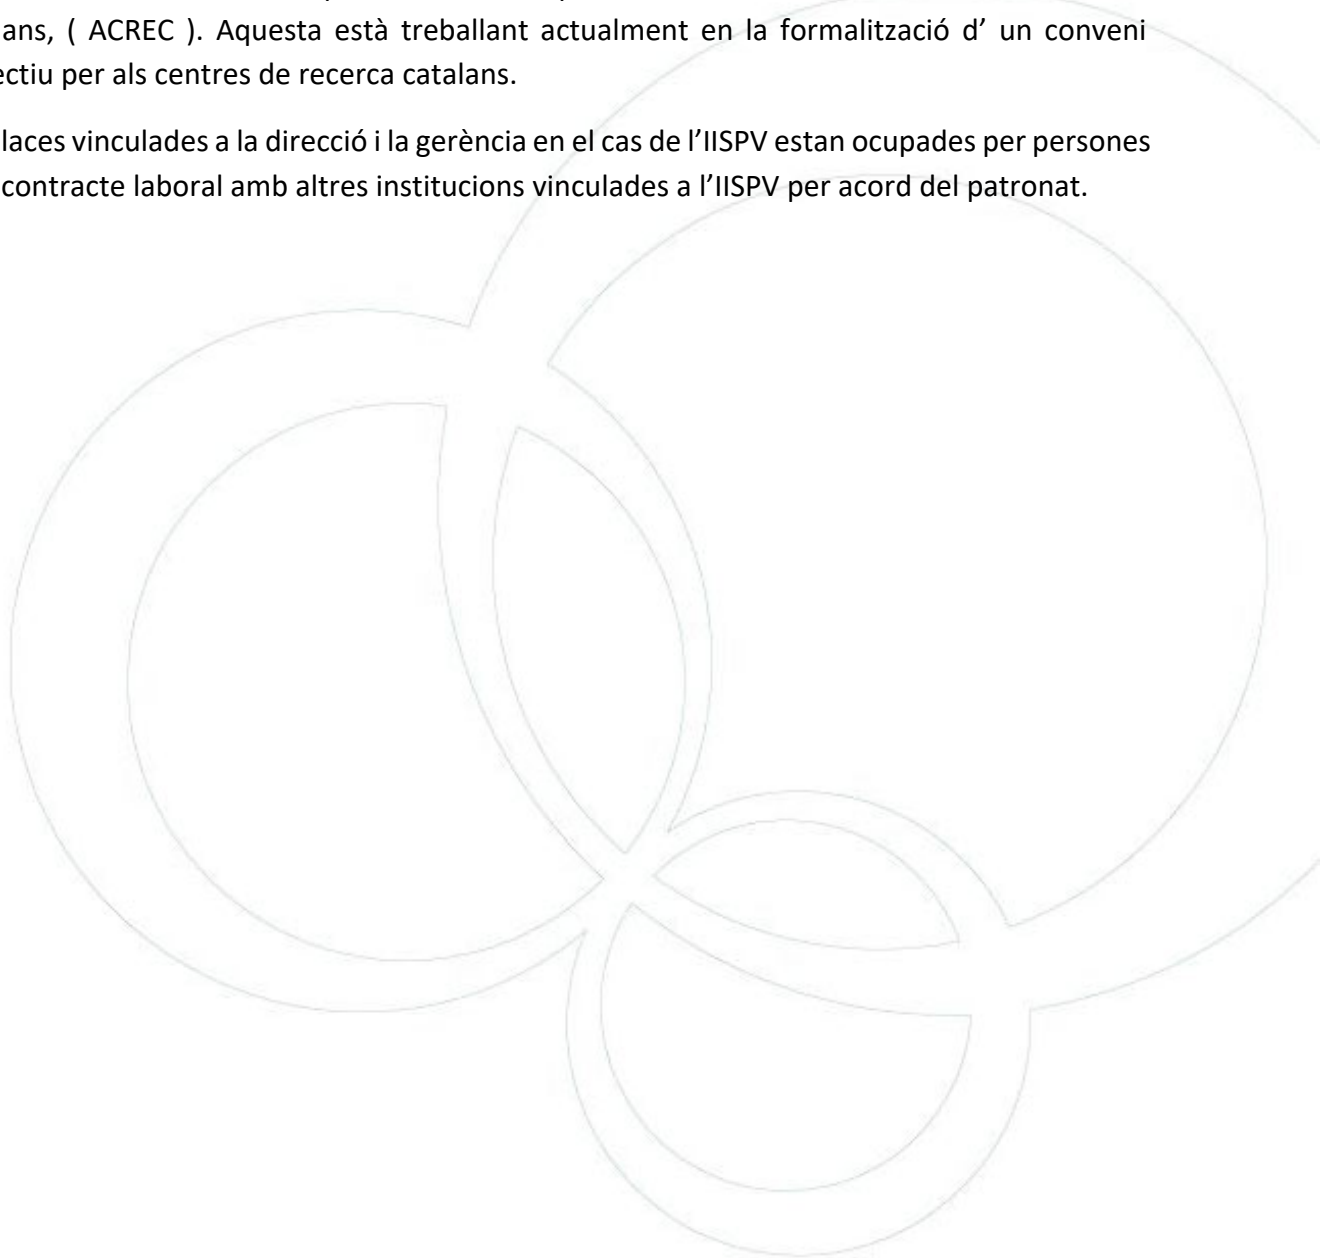 ans, ( ACREC ). Aquesta està treballant actualment en la formalització d’ un conveni
ectiu per als centres de recerca catalans.
laces vinculades a la direcció i la gerència en el cas de l’IISPV estan ocupades per persones
contracte laboral amb altres institucions vinculades a l’IISPV per acord del patronat.